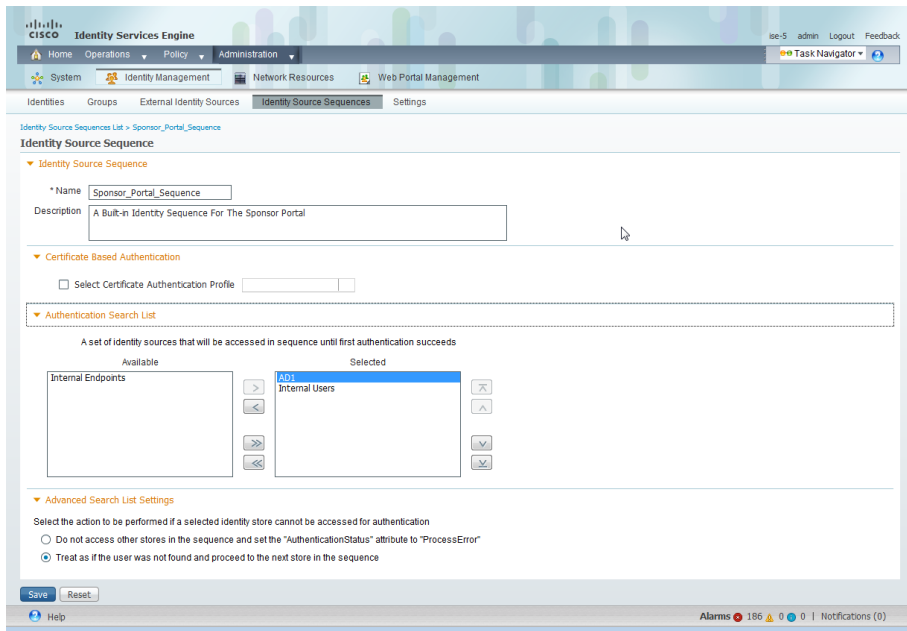 CISCO Identity Services Engine
ise-5 admin Logout Feedback
Home Operations Policy Administration
Task Navigator
System Identity Management Network Resources Web Portal Management
Identities Groups External Identity Sources Identity Source Sequences Settings
Identity Source Sequences List > Sponsor_Portal_Sequence
Identity Source Sequence
Identity Source Sequence
* Name Sponsor_Portal_Sequence
Description A Built-in Identity Sequence For The Sponsor Portal
Certificate Based Authentication
Select Certificate Authentication Profile
Authentication Search List
A set of identity sources that will be accessed in sequence until first authentication succeeds
Available Selected
Internal Endpoints AD1
Internal Users
Advanced Search List Settings
Select the action to be performed if a selected identity store cannot be accessed for authentication
Do not access other stores in the sequence and set the "AuthenticationStatus" attribute to "ProcessError"
Treat as if the user was not found and proceed to the next store in the sequence
Save Reset
Help Alarms 186 0 0 | Notifications (0)